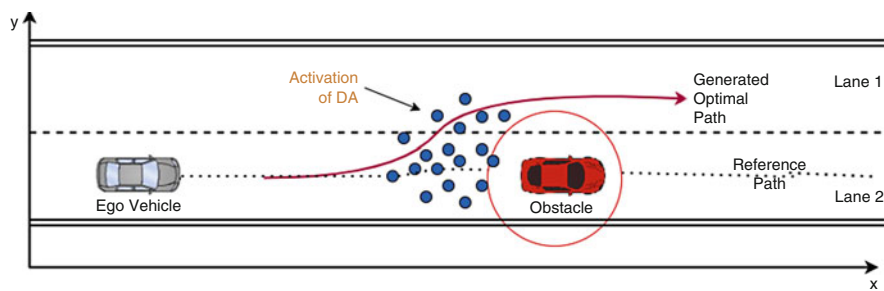 y
Activation
of DA
Generated
Optimal
Path
Lane 1
Reference
Path
Ego Vehicle
Obstacle
Lane 2
x